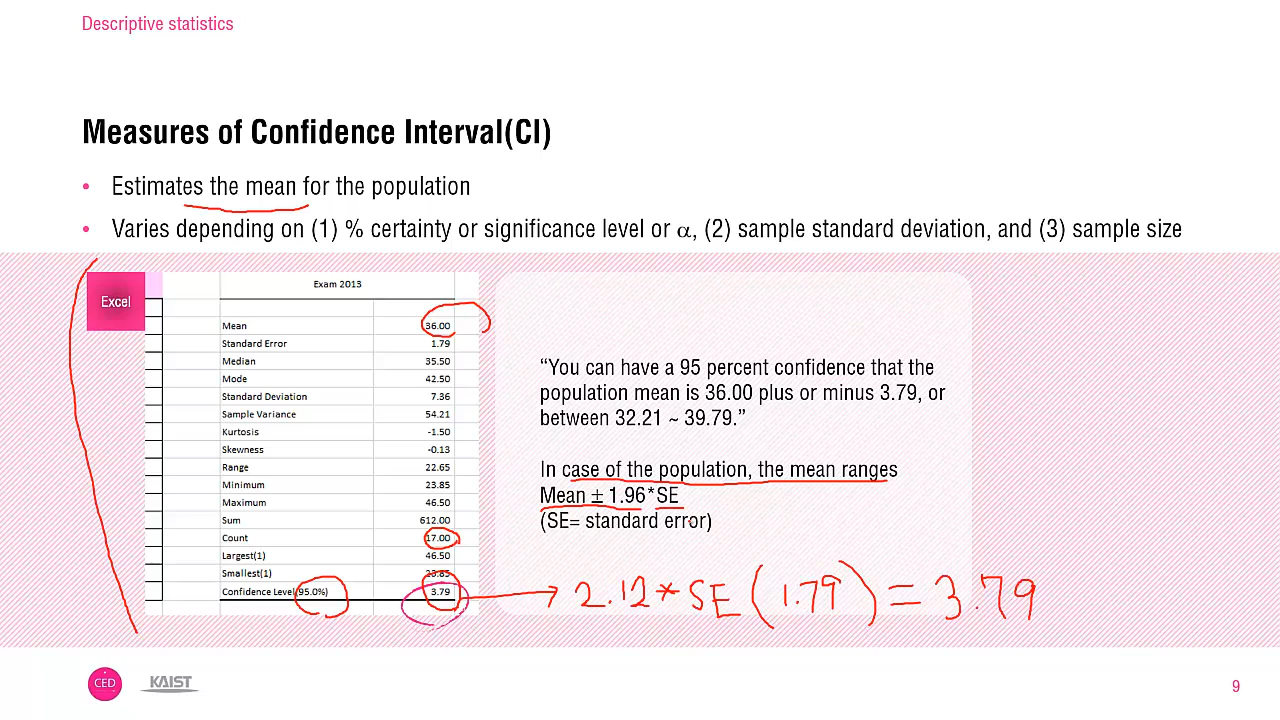 Descriptive statistics
Measures of Confidence Interval(CI)
• Estimates the mean for the population
• Varies depending on (1) % certainty or significance level or α, (2) sample standard deviation, and (3) sample size
Excel
Exam 2013
Mean 36.00
Standard Error 1.79
Median 35.50
Mode 42.50
Standard Deviation 7.36
Sample Variance 54.21
Kurtosis -1.50
Skewness -0.13
Range 22.65
Minimum 23.85
Maximum 46.50
Sum 612.00
Count 17.00
Largest(1) 46.50
Smallest(1) 23.85
Confidence Level(95.0%) 3.79
“You can have a 95 percent confidence that the
population mean is 36.00 plus or minus 3.79, or
between 32.21 ~ 39.79.”
In case of the population, the mean ranges
Mean ± 1.96*SE
(SE= standard error)
2.12 * SE (1.79) = 3.79
CED KAIST
9